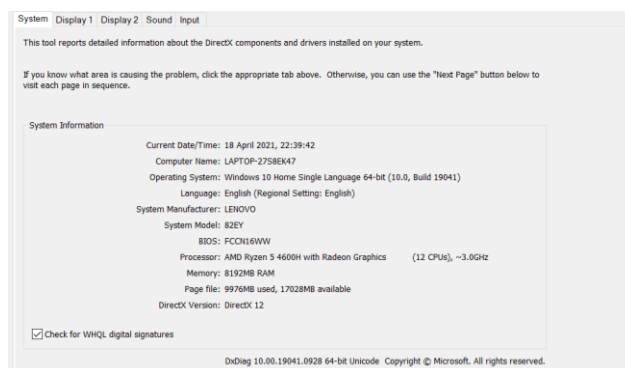 System Display 1 Display 2 Sound Input
This tool reports detailed information about the DirectX components and drivers installed on your system.
If you know what area is causing the problem, click the appropriate tab above. Otherwise, you can use the "Next Page" button below to
visit each page in sequence.
System Information
Current Date/Time: 18 April 2021, 22:39:42
Computer Name: LAPTOP-27S8EK47
Operating System: Windows 10 Home Single Language 64-bit (10.0, Build 19041)
Language: English (Regional Setting: English)
System Manufacturer: LENOVO
System Model: 82EY
BIOS: FCCN16WW
Processor: AMD Ryzen 5 4600H with Radeon Graphics (12 CPUs), ~3.0GHz
Memory: 8192MB RAM
Page file: 9976MB used, 17028MB available
DirectX Version: DirectX 12
Check for WHQL digital signatures
DxDiag 10.00.19041.0928 64-bit Unicode Copyright © Microsoft. All rights reserved.